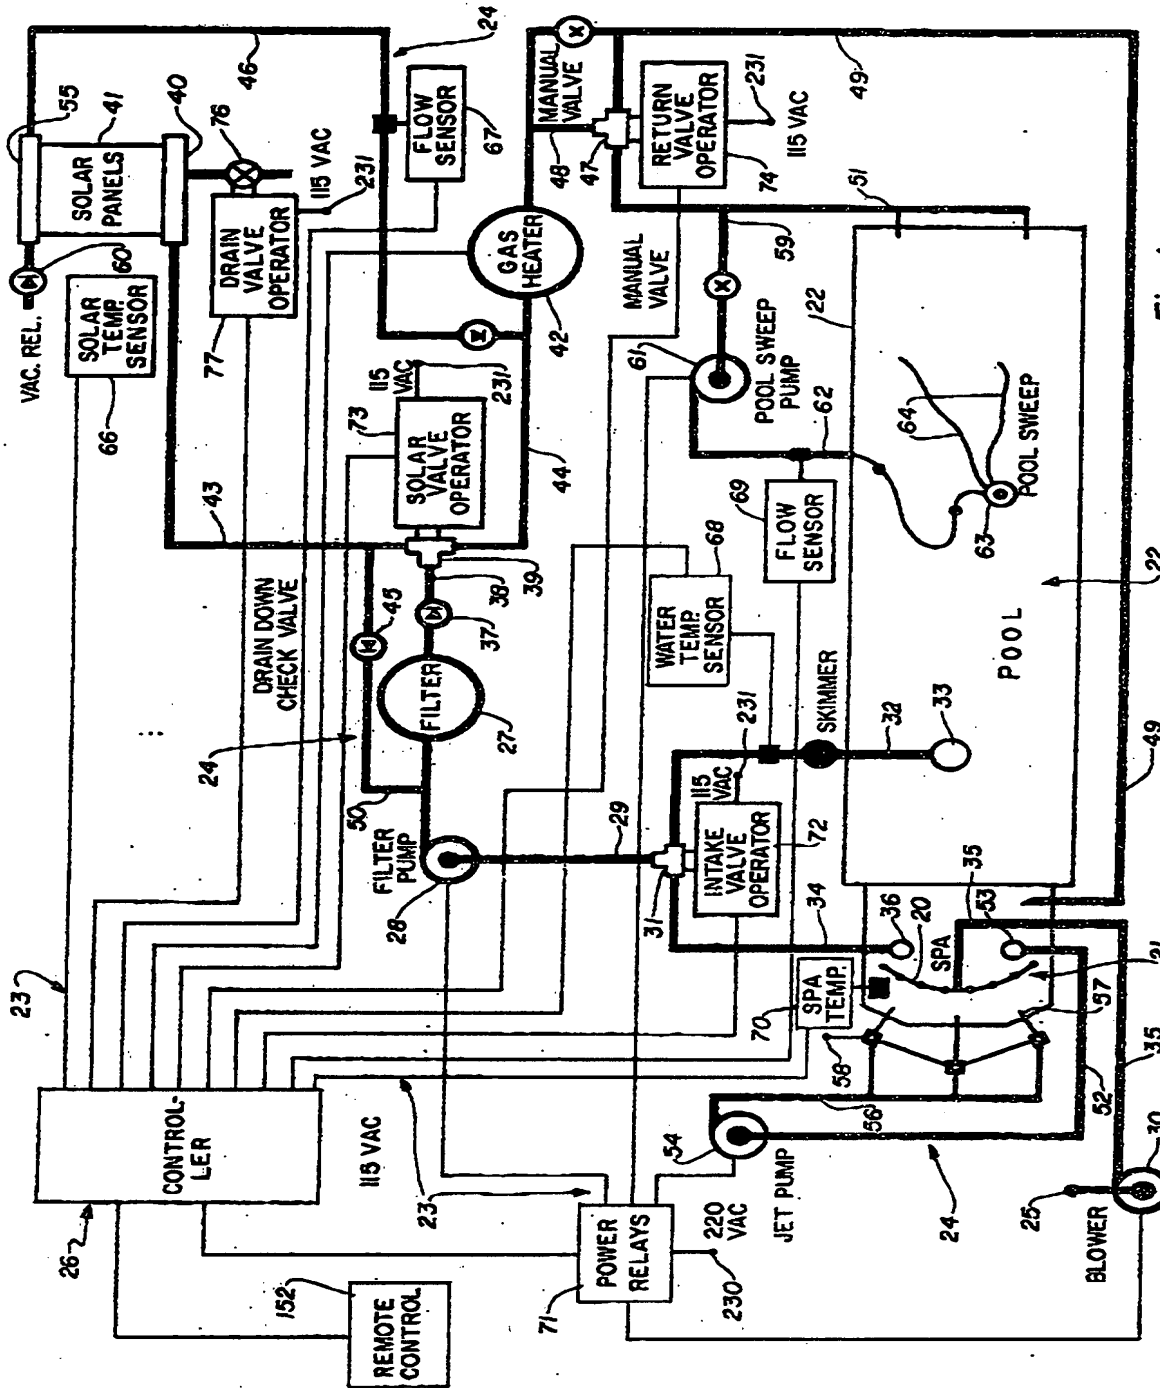 24
46
55
41
40
76
SOLAR
PANELS
115 VAC
231
FLOW
SENSOR
67
MANUAL
VALVE
48
47
RETURN
VALVE
OPERATOR
74
231
115 VAC
49
VAC. REL.
60
SOLAR
TEMP.
SENSOR
66
DRAIN
VALVE
OPERATOR
77
GAS
HEATER
42
MANUAL
VALVE
51
59
43
DRAIN DOWN
CHECK VALVE
45
73
115
VAC
231
SOLAR
VALVE
OPERATOR
44
61
POOL SWEEP
PUMP
62
122
64
POOL SWEEP
63
24
FILTER
27
37
38
39
50
FILTER
PUMP
28
29
68
WATER
TEMP.
SENSOR
69
FLOW
SENSOR
SKIMMER
32
33
POOL
22
31
115
VAC
231
INTAKE
VALVE
OPERATOR
72
34
49
23
26
CONTROL-
LER
115 VAC
23
70
SPA
TEMP.
36
20
SPA
35
53
57
58
56
52
35
54
JET PUMP
24
152
REMOTE
CONTROL
71
POWER
RELAYS
220
VAC
230
25
BLOWER
30